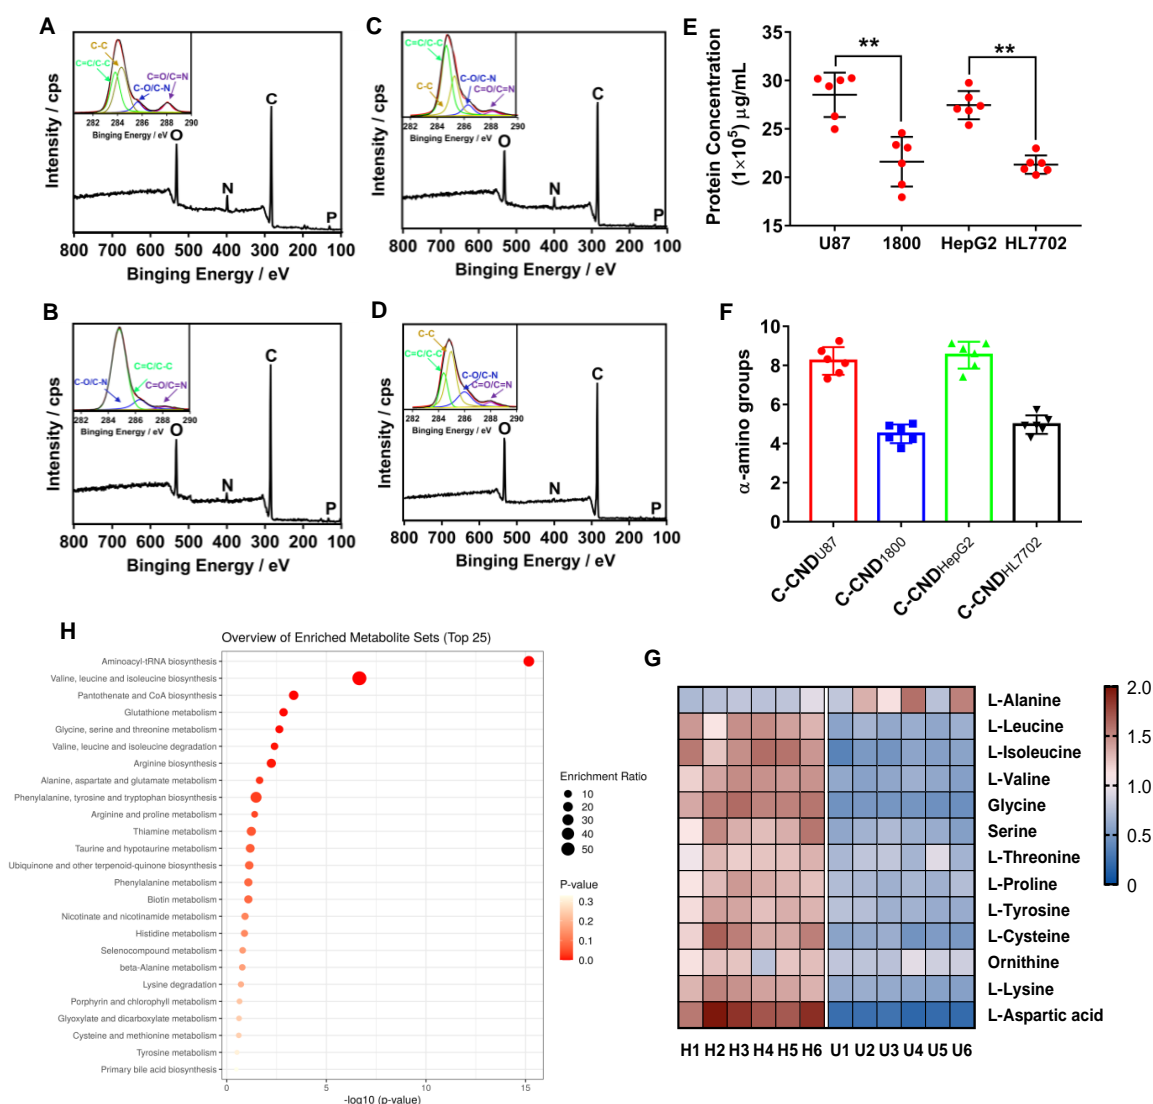 A
C-C
C=C/C-C
C=O/C=N
C-O/C-N
282 284 286 288 290
Binging Energy / eV
Intensity / cps
O
N
C
P
800 700 600 500 400 300 200 100
Binging Energy / eV
C
C=C/C-C
C-C
C-O/C-N
C=O/C=N
282 284 286 288 290
Binging Energy / eV
Intensity / cps
O
N
C
P
800 700 600 500 400 300 200 100
Binging Energy / eV
E
Protein Concentration
(1×10⁵) μg/mL
35
30
25
20
15
**
**
U87 1800 HepG2 HL7702
B
C=C/C-C
C-O/C-N
C=O/C=N
282 284 286 288 290
Binging Energy / eV
Intensity / cps
O
N
C
P
800 700 600 500 400 300 200 100
Binging Energy / eV
D
C-C
C=C/C-C
C-O/C-N
C=O/C=N
282 284 286 288 290
Binging Energy / eV
Intensity / cps
O
N
C
P
800 700 600 500 400 300 200 100
Binging Energy / eV
F
α-amino groups
10
8
6
4
2
0
C-CNDU87
C-CND1800
C-CNDHepG2
C-CNDHL7702
H
Overview of Enriched Metabolite Sets (Top 25)
Aminoacyl-tRNA biosynthesis
Valine, leucine and isoleucine biosynthesis
Pantothenate and CoA biosynthesis
Glutathione metabolism
Glycine, serine and threonine metabolism
Valine, leucine and isoleucine degradation
Arginine biosynthesis
Alanine, aspartate and glutamate metabolism
Phenylalanine, tyrosine and tryptophan biosynthesis
Arginine and proline metabolism
Thiamine metabolism
Taurine and hypotaurine metabolism
Ubiquinone and other terpenoid-quinone biosynthesis
Phenylalanine metabolism
Biotin metabolism
Nicotinate and nicotinamide metabolism
Histidine metabolism
Selenocompound metabolism
beta-Alanine metabolism
Lysine degradation
Porphyrin and chlorophyll metabolism
Glyoxylate and dicarboxylate metabolism
Cysteine and methionine metabolism
Tyrosine metabolism
Primary bile acid biosynthesis
0 5 10 15
-log10 (p-value)
Enrichment Ratio
10
20
30
40
50
P-value
0.3
0.2
0.1
0.0
G
L-Alanine
L-Leucine
L-Isoleucine
L-Valine
Glycine
Serine
L-Threonine
L-Proline
L-Tyrosine
L-Cysteine
Ornithine
L-Lysine
L-Aspartic acid
H1 H2 H3 H4 H5 H6 U1 U2 U3 U4 U5 U6
2.0
1.5
1.0
0.5
0